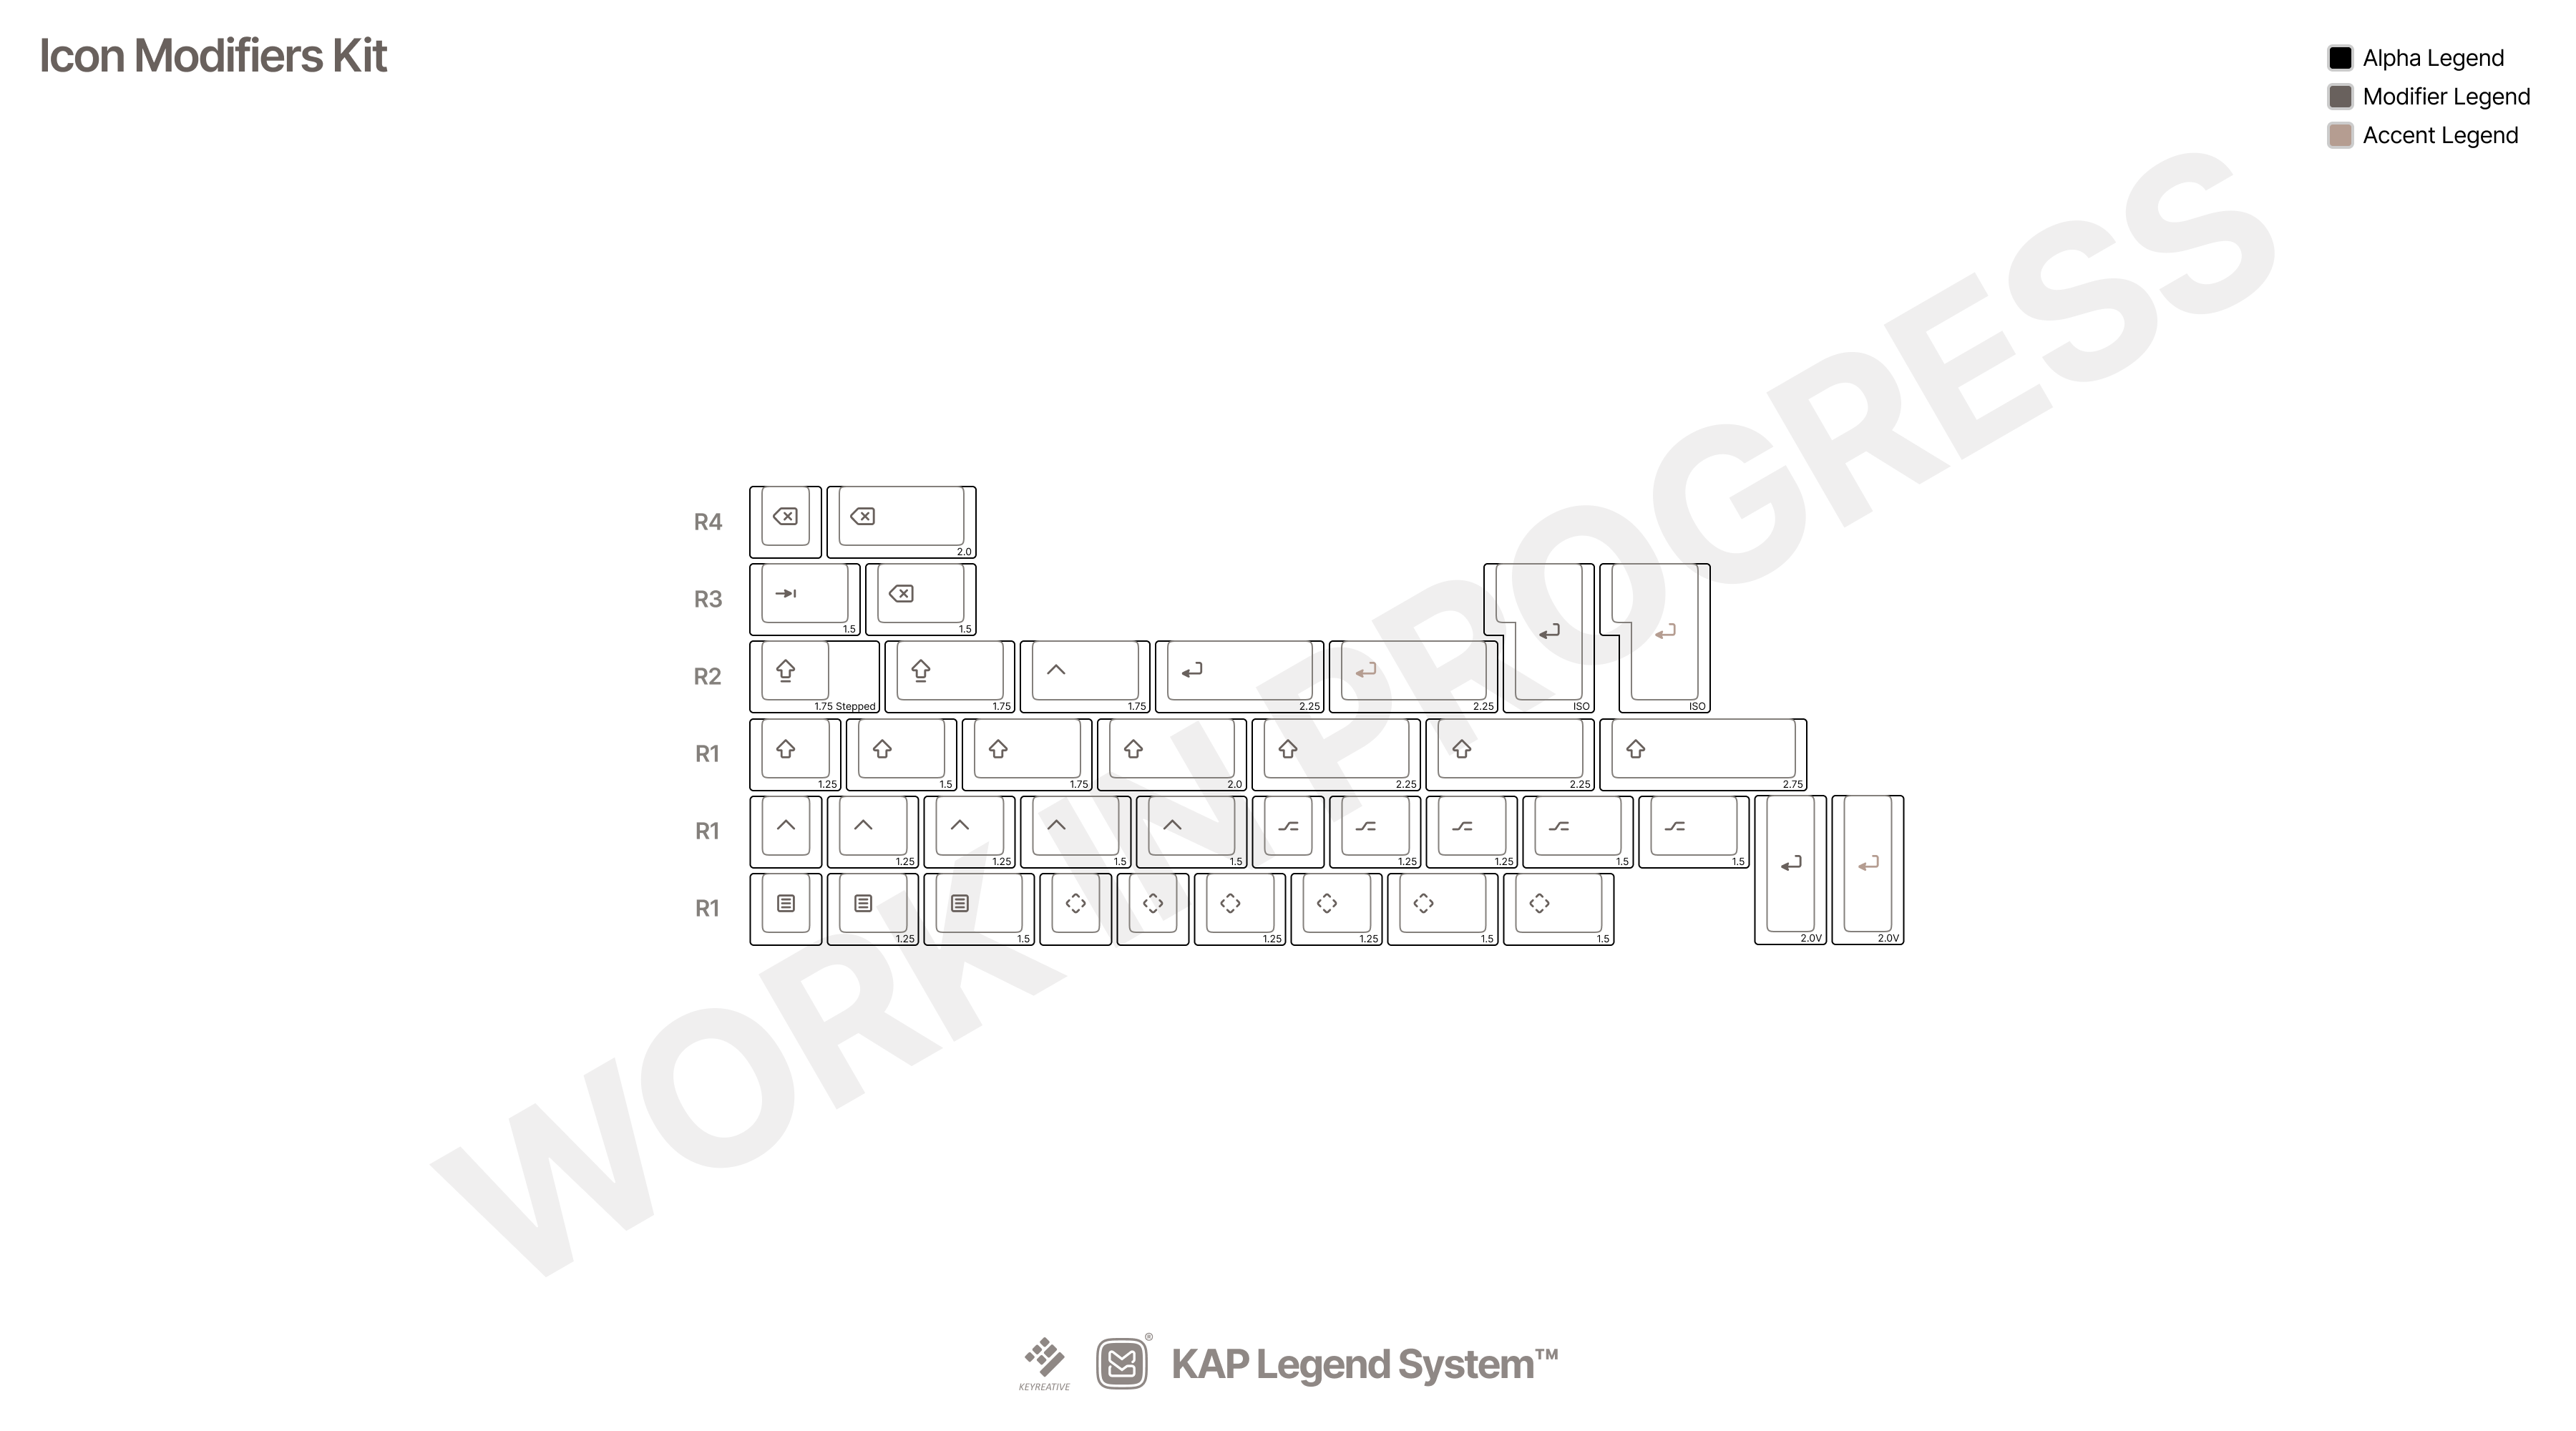 Icon Modifiers Kit
Alpha Legend
Modifier Legend
Accent Legend
R4
2.0
R3
1.5 1.5
R2
1.75 Stepped 1.75 1.75 2.25 2.25 ISO ISO
R1
1.25 1.5 1.75 2.0 2.25 2.25 2.75
R1
1.25 1.25 1.5 1.5 1.25 1.25 1.5 1.5
R1
1.25 1.5 1.25 1.25 1.5 1.5 2.0V 2.0V
WORK IN PROGRESS
KEYREATIVE
® KAP Legend System™